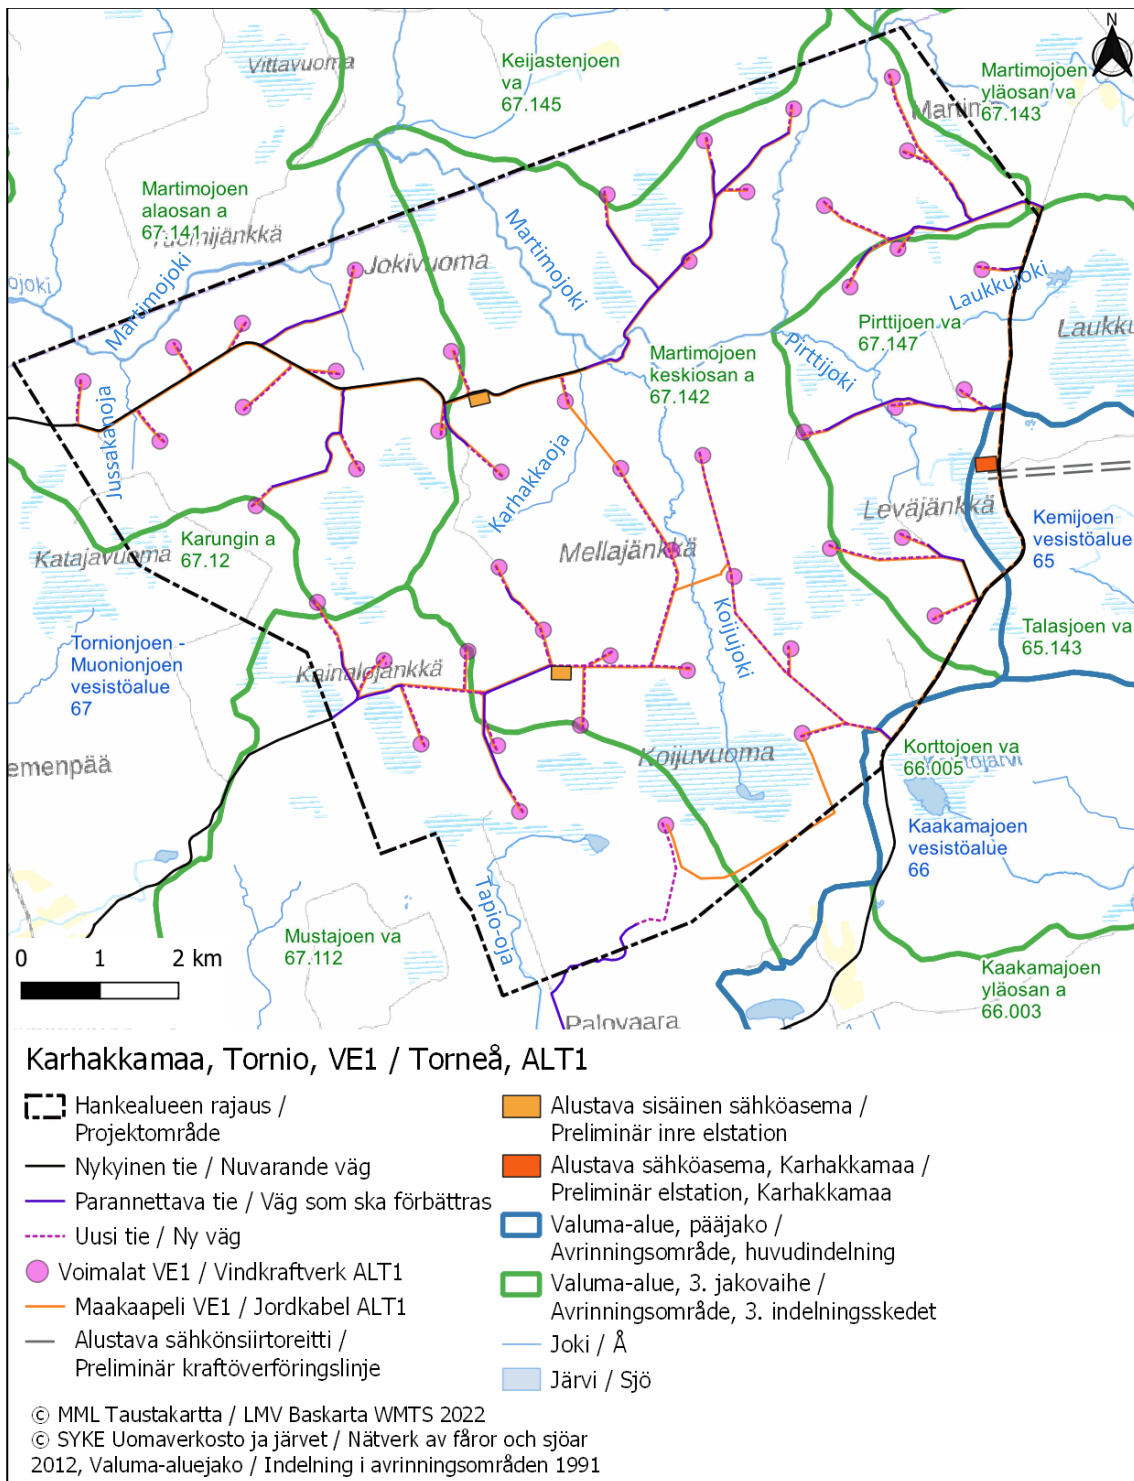 N
Vittavuoma
Keijastenjoen
va
67.145
Martimojoen
yläosan va
67.143
Martim
Martimojoen
alaosan a
67.141
Martimojoki
Jokivuoma
Martimojoki
ojoki
Laukkujoki
Laukku
Pirttijoen va
67.147
Pirttijoki
Martimojoen
keskiosan a
67.142
Jussakanoja
Karhakkaoja
Leväjänkkä
Karungin a
67.12
Katajavuoma
Mellajänkkä
Kemijoen
vesistöalue
65
Koijujoki
Talasjoen va
65.143
Tornionjoen -
Muonionjoen
vesistöalue
67
Kainalojänkkä
Koijuvuoma
Korttojoen va
66.005
emenpää
Kaakamajoen
vesistöalue
66
Tapio-oja
Mustajoen va
67.112
Kaakamajoen
yläosan a
66.003
0 1 2 km
Palovaara
Karhakkamaa, Tornio, VE1 / Torneå, ALT1
Hankealueen rajaus /
Projektområde
Nykyinen tie / Nuvarande väg
Parannettava tie / Väg som ska förbättras
Uusi tie / Ny väg
Voimalat VE1 / Vindkraftverk ALT1
Maakaapeli VE1 / Jordkabel ALT1
Alustava sähkönsiirtoreitti /
Preliminär kraftöverföringslinje
Alustava sisäinen sähköasema /
Preliminär inre elstation
Alustava sähköasema, Karhakkamaa /
Preliminär elstation, Karhakkamaa
Valuma-alue, pääjako /
Avrinningsområde, huvudindelning
Valuma-alue, 3. jakovaihe /
Avrinningsområde, 3. indelningsskedet
Joki / Å
Järvi / Sjö
© MML Taustakartta / LMV Baskarta WMTS 2022
© SYKE Uomaverkosto ja järvet / Nätverk av fåror och sjöar
2012, Valuma-aluejako / Indelning i avrinningsområden 1991